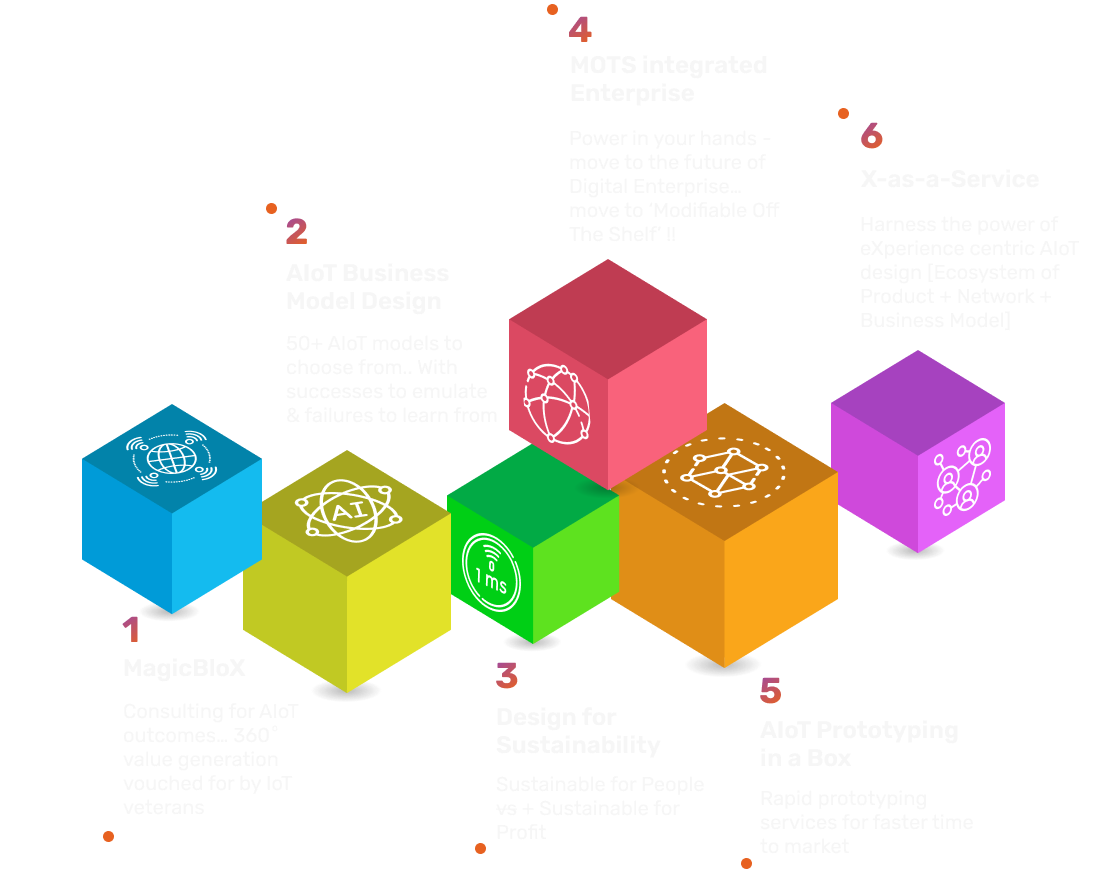 4
MOTS integrated
Enterprise
Power in your hands -
move to the future of
Digital Enterprise...
move to 'Modifiable Off
The Shelf' !!
6
X-as-a-Service
Harness the power of
eXperience centric AIoT
design [Ecosystem of
Product + Network +
Business Model]
2
AIoT Business
Model Design
50+ AIoT models to
choose from.. With
successes to emulate
& failures to learn from
AI
1 ms
1
MagicBloX
Consulting for AIoT
outcomes... 360°
value generation
vouched for by IoT
veterans
3
Design for
Sustainability
Sustainable for People
vs + Sustainable for
Profit
5
AIoT Prototyping
in a Box
Rapid prototyping
services for faster time
to market